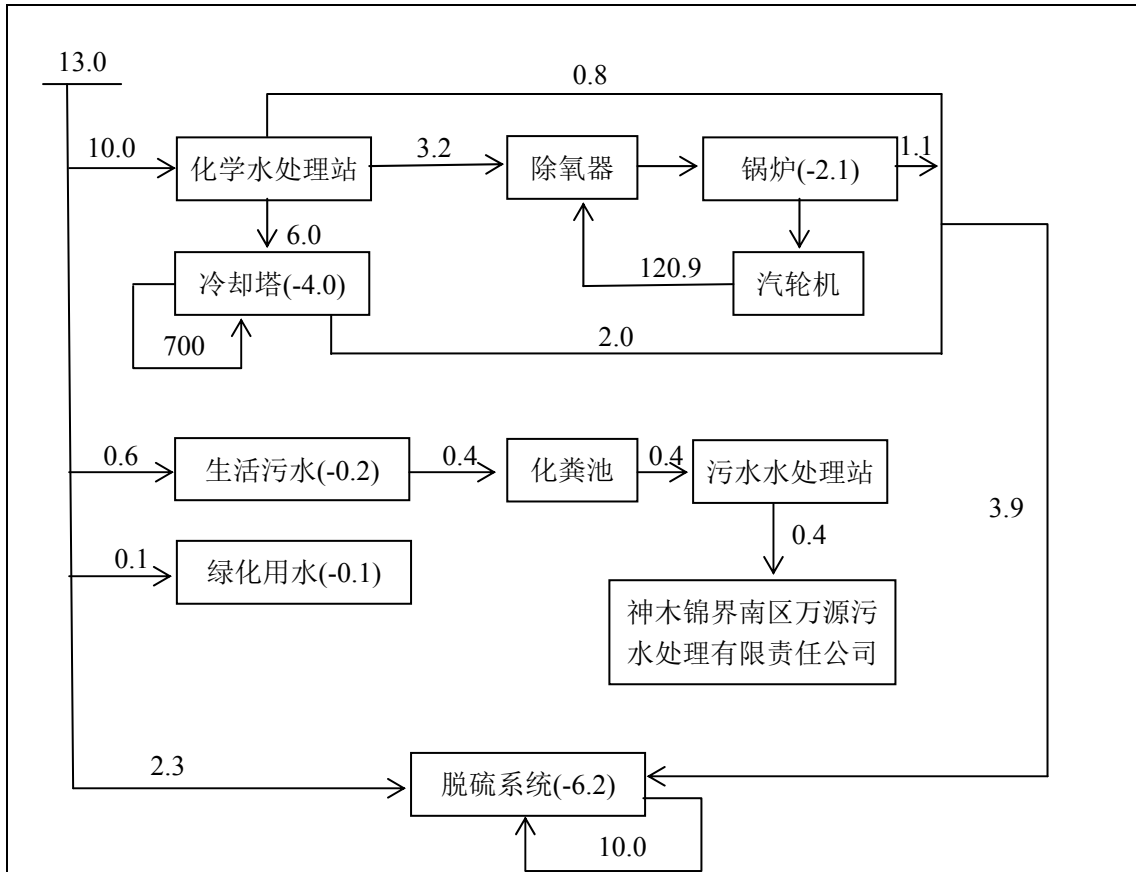 13.0
0.8
10.0
化学水处理站
3.2
除氧器
锅炉(-2.1)
1.1
6.0
冷却塔(-4.0)
120.9
汽轮机
700
2.0
0.6
生活污水(-0.2)
0.4
化粪池
0.4
污水水处理站
3.9
0.4
0.1
绿化用水(-0.1)
神木锦界南区万源污
水处理有限责任公司
2.3
脱硫系统(-6.2)
10.0